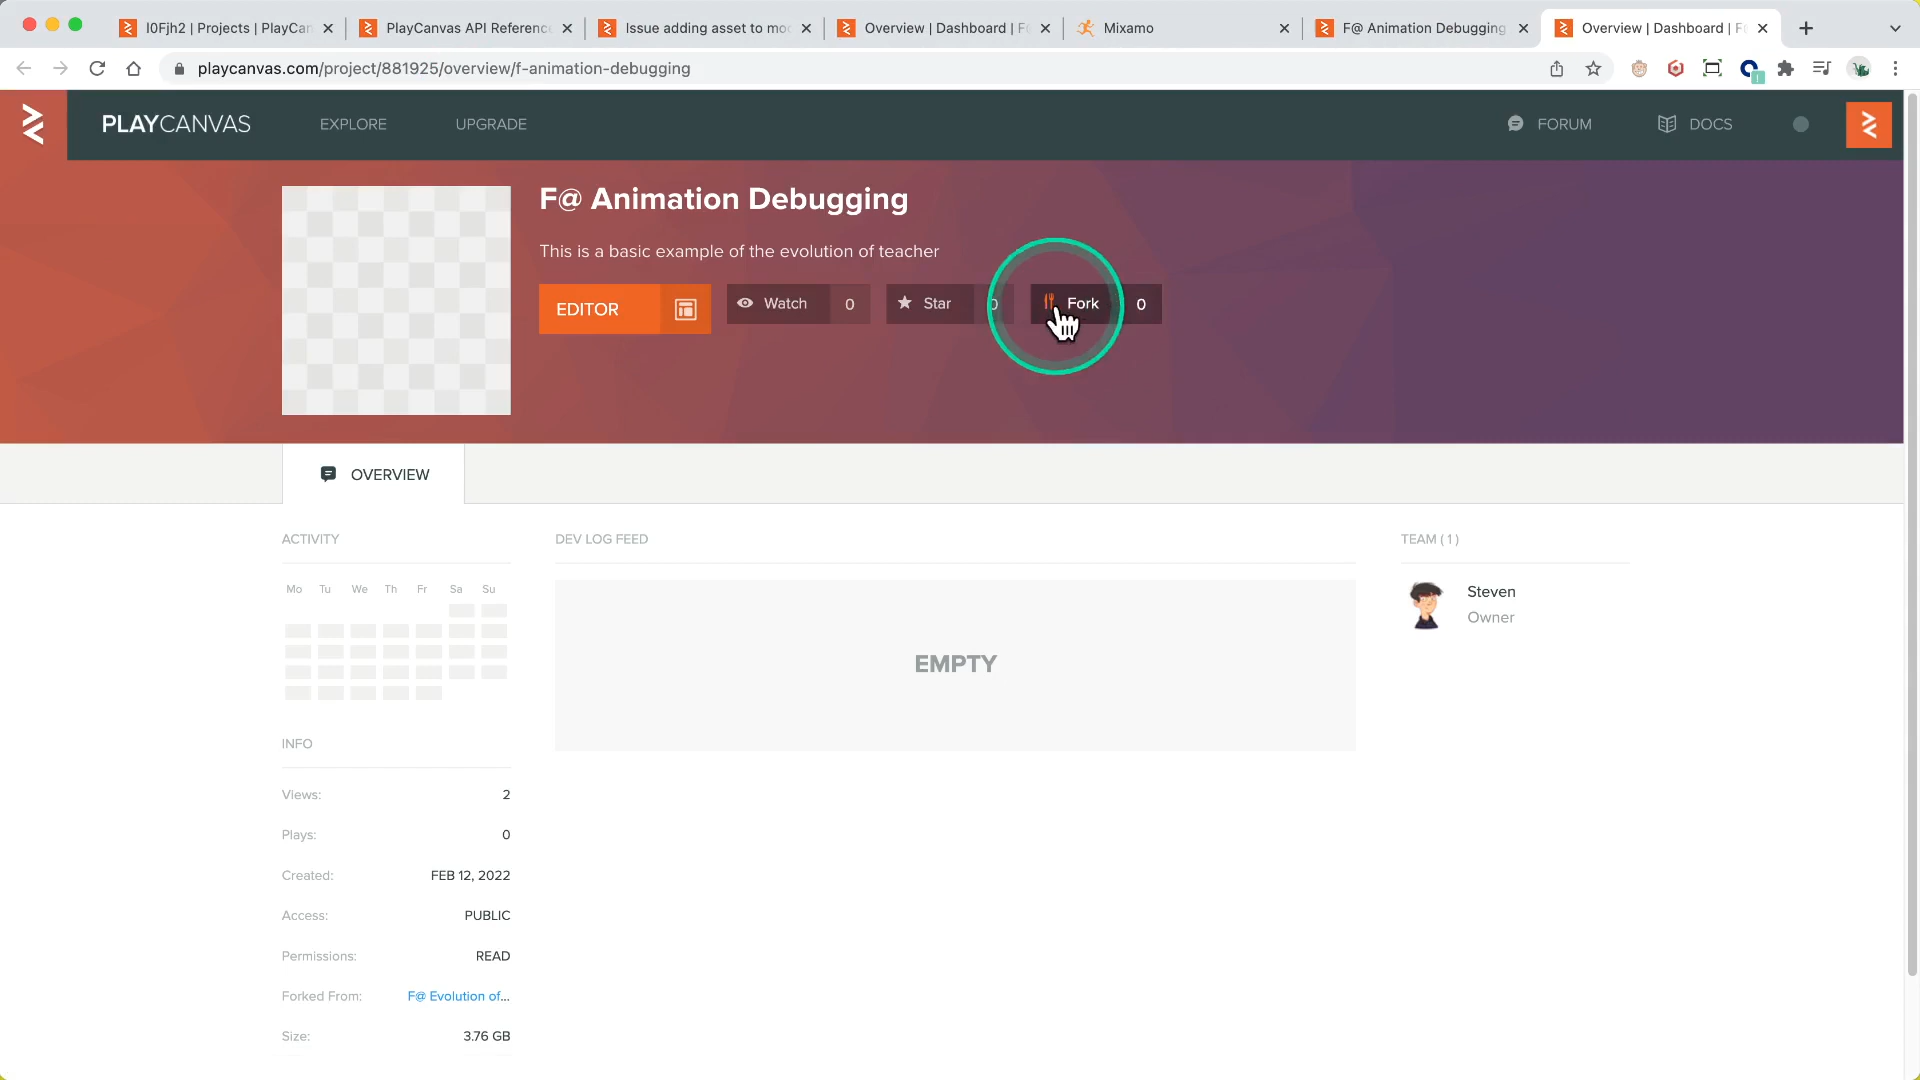 I0Fjh2 | Projects | PlayCan
PlayCanvas API Reference
Issue adding asset to mod
Overview | Dashboard | F@
Mixamo
F@ Animation Debugging
Overview | Dashboard | F@
playcanvas.com/project/881925/overview/f-animation-debugging
PLAYCANVAS
EXPLORE
UPGRADE
FORUM
DOCS
F@ Animation Debugging
This is a basic example of the evolution of teacher
EDITOR
Watch 0
Star 0
Fork 0
OVERVIEW
ACTIVITY
Mo Tu We Th Fr Sa Su
INFO
Views: 2
Plays: 0
Created: FEB 12, 2022
Access: PUBLIC
Permissions: READ
Forked From: F@ Evolution of...
Size: 3.76 GB
DEV LOG FEED
EMPTY
TEAM ( 1 )
Steven
Owner